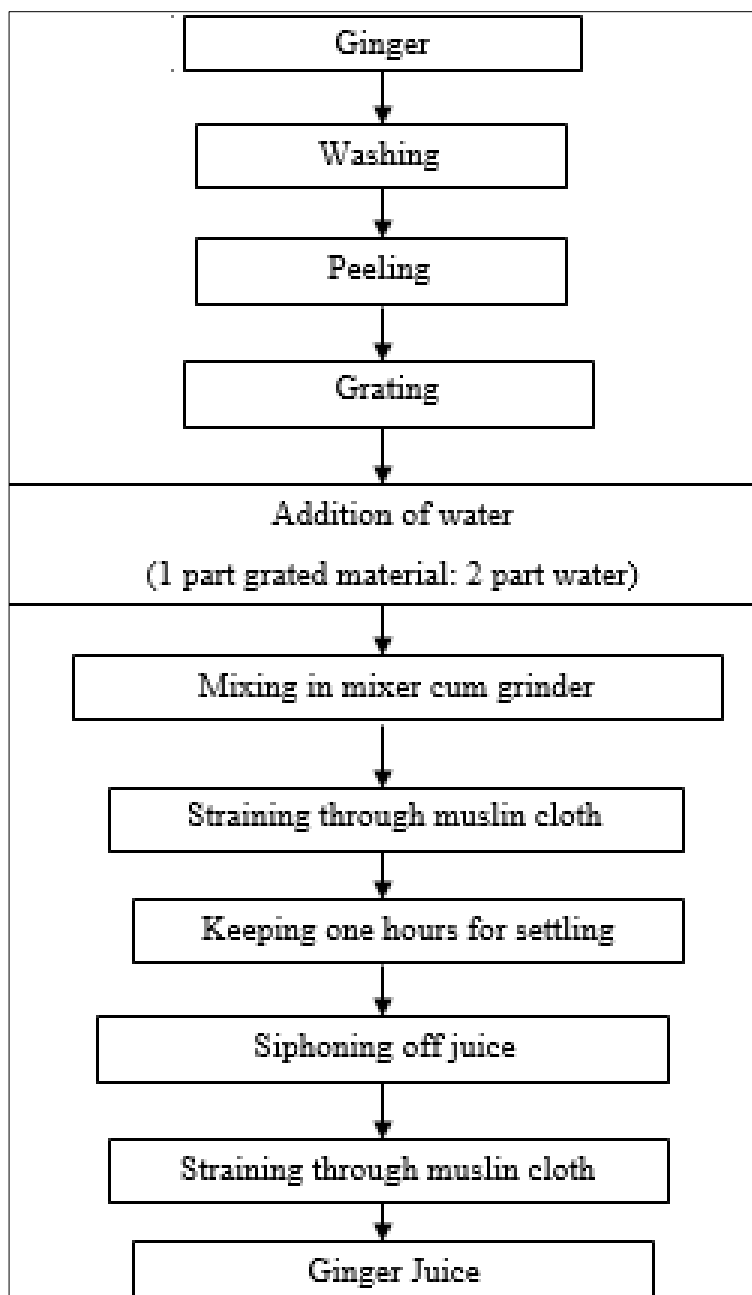 Ginger
Washing
Peeling
Grating
Addition of water
(1 part grated material: 2 part water)
Mixing in mixer cum grinder
Straining through muslin cloth
Keeping one hours for settling
Siphoning off juice
Straining through muslin cloth
Ginger Juice